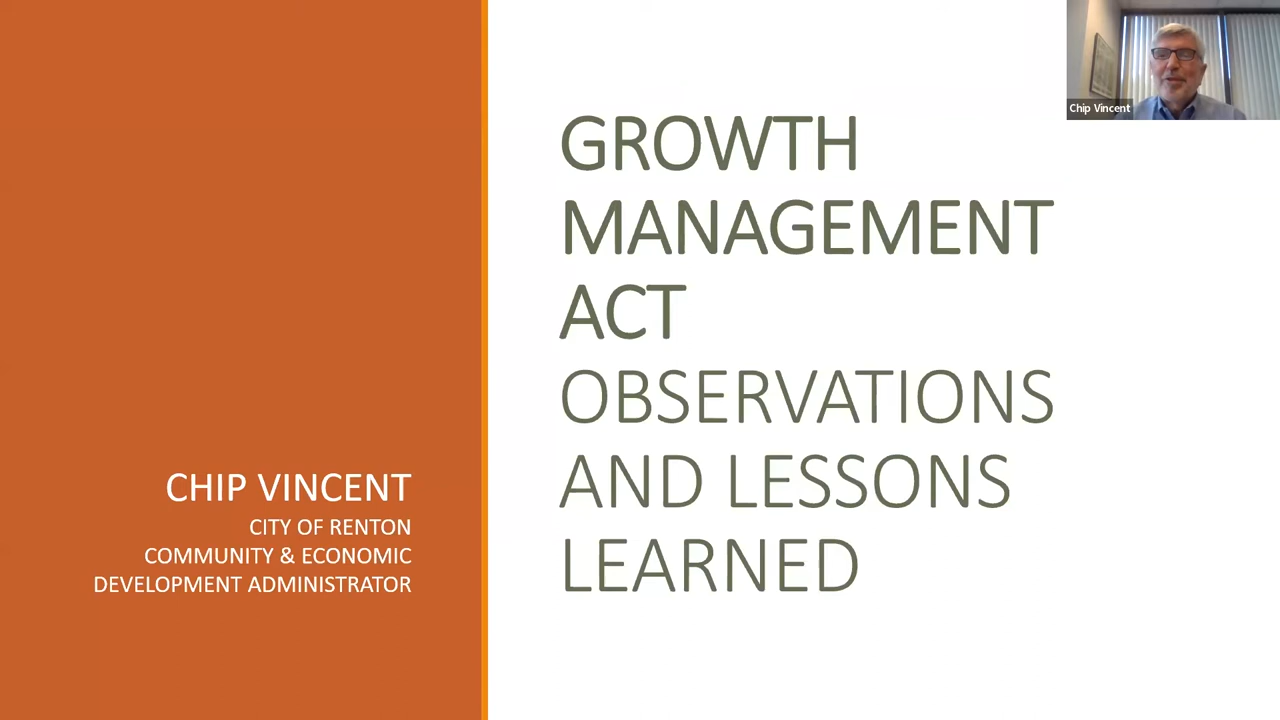 Chip Vincent
GROWTH
MANAGEMENT
ACT
OBSERVATIONS
AND LESSONS
LEARNED
CHIP VINCENT
CITY OF RENTON
COMMUNITY & ECONOMIC
DEVELOPMENT ADMINISTRATOR